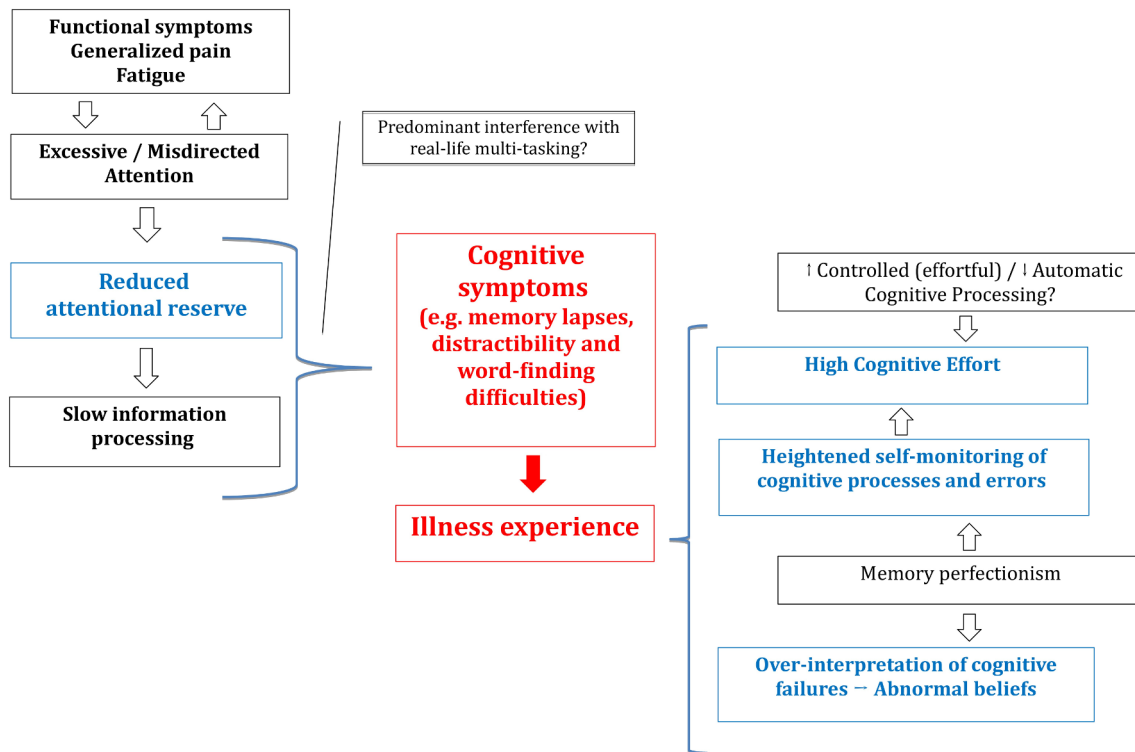 Functional symptoms
Generalized pain
Fatigue
Excessive / Misdirected
Attention
Reduced
attentional reserve
Slow information
processing
Predominant interference with
real-life multi-tasking?
Cognitive
symptoms
(e.g. memory lapses,
distractibility and
word-finding
difficulties)
Illness experience
↑ Controlled (effortful) / ↓ Automatic
Cognitive Processing?
High Cognitive Effort
Heightened self-monitoring of
cognitive processes and errors
Memory perfectionism
Over-interpretation of cognitive
failures → Abnormal beliefs